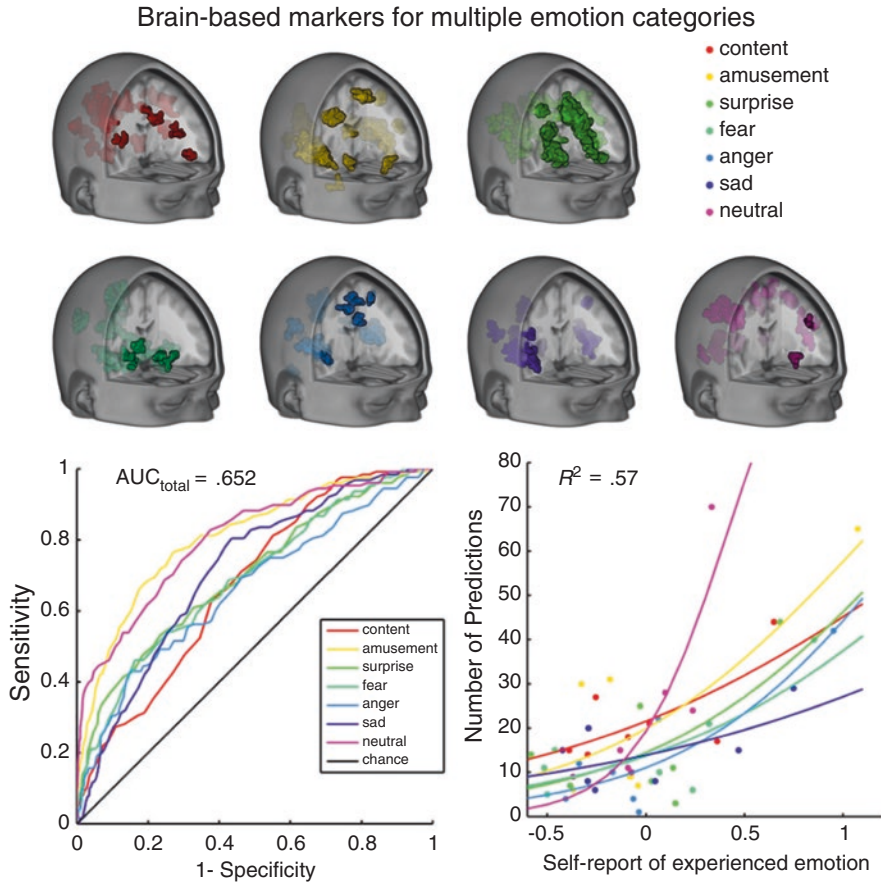 Brain-based markers for multiple emotion categories
content
amusement
surprise
fear
anger
sad
neutral
AUCtotal = .652
Sensitivity
1
0.8
0.6
0.4
0.2
0
0 0.2 0.4 0.6 0.8 1
1- Specificity
content
amusement
surprise
fear
anger
sad
neutral
chance
R² = .57
Number of Predictions
80
70
60
50
40
30
20
10
0
-0.5 0 0.5 1
Self-report of experienced emotion